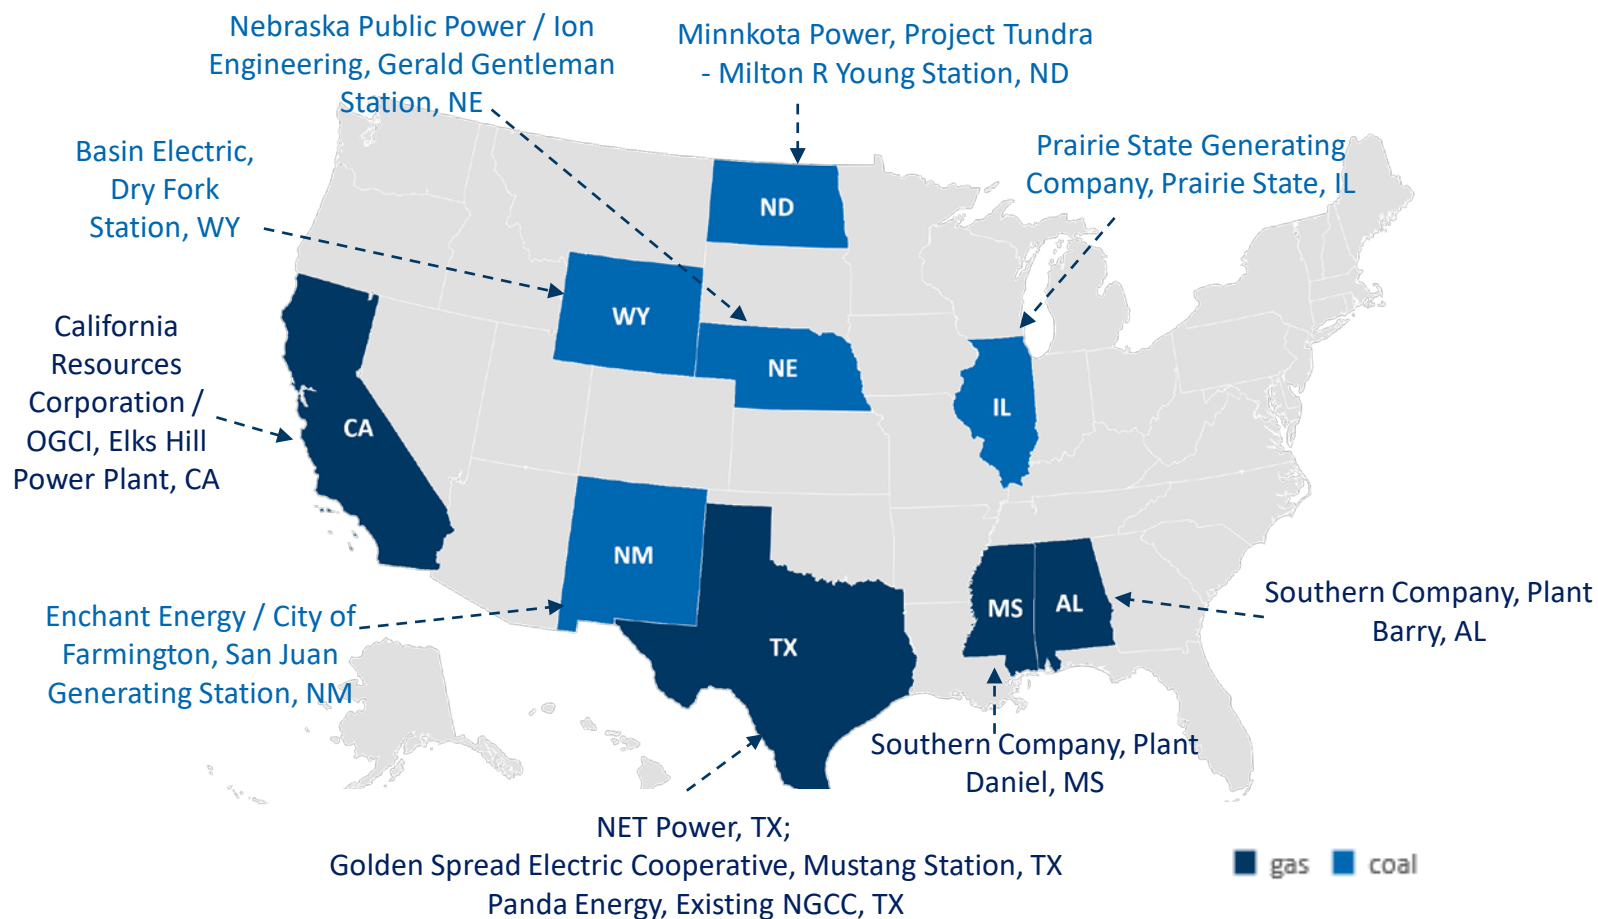 Nebraska Public Power / Ion
Engineering, Gerald Gentleman
Station, NE
Minnkota Power, Project Tundra
- Milton R Young Station, ND
Basin Electric,
Dry Fork
Station, WY
Prairie State Generating
Company, Prairie State, IL
ND
WY
NE
IL
California
Resources
Corporation /
OGCI, Elks Hill
Power Plant, CA
CA
NM
TX
MS
AL
Enchant Energy / City of
Farmington, San Juan
Generating Station, NM
Southern Company, Plant
Barry, AL
Southern Company, Plant
Daniel, MS
NET Power, TX;
Golden Spread Electric Cooperative, Mustang Station, TX
Panda Energy, Existing NGCC, TX
gas
coal